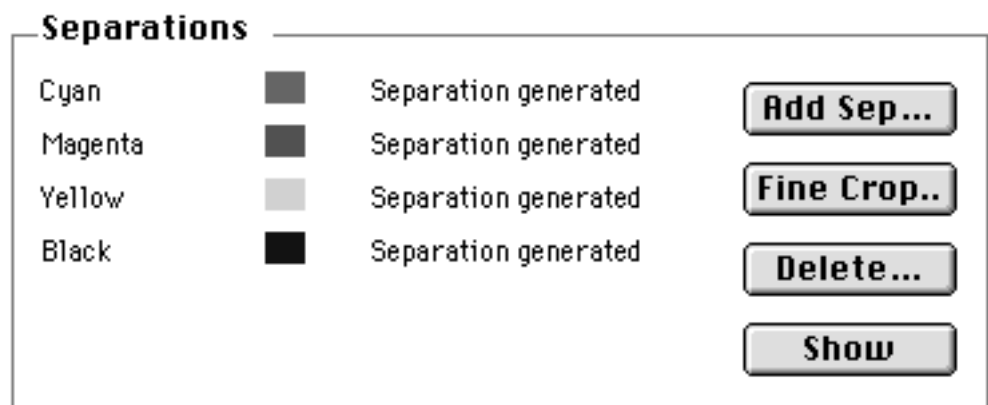 Separations
Cyan Separation generated
Magenta Separation generated
Yellow Separation generated
Black Separation generated
Add Sep...
Fine Crop..
Delete...
Show